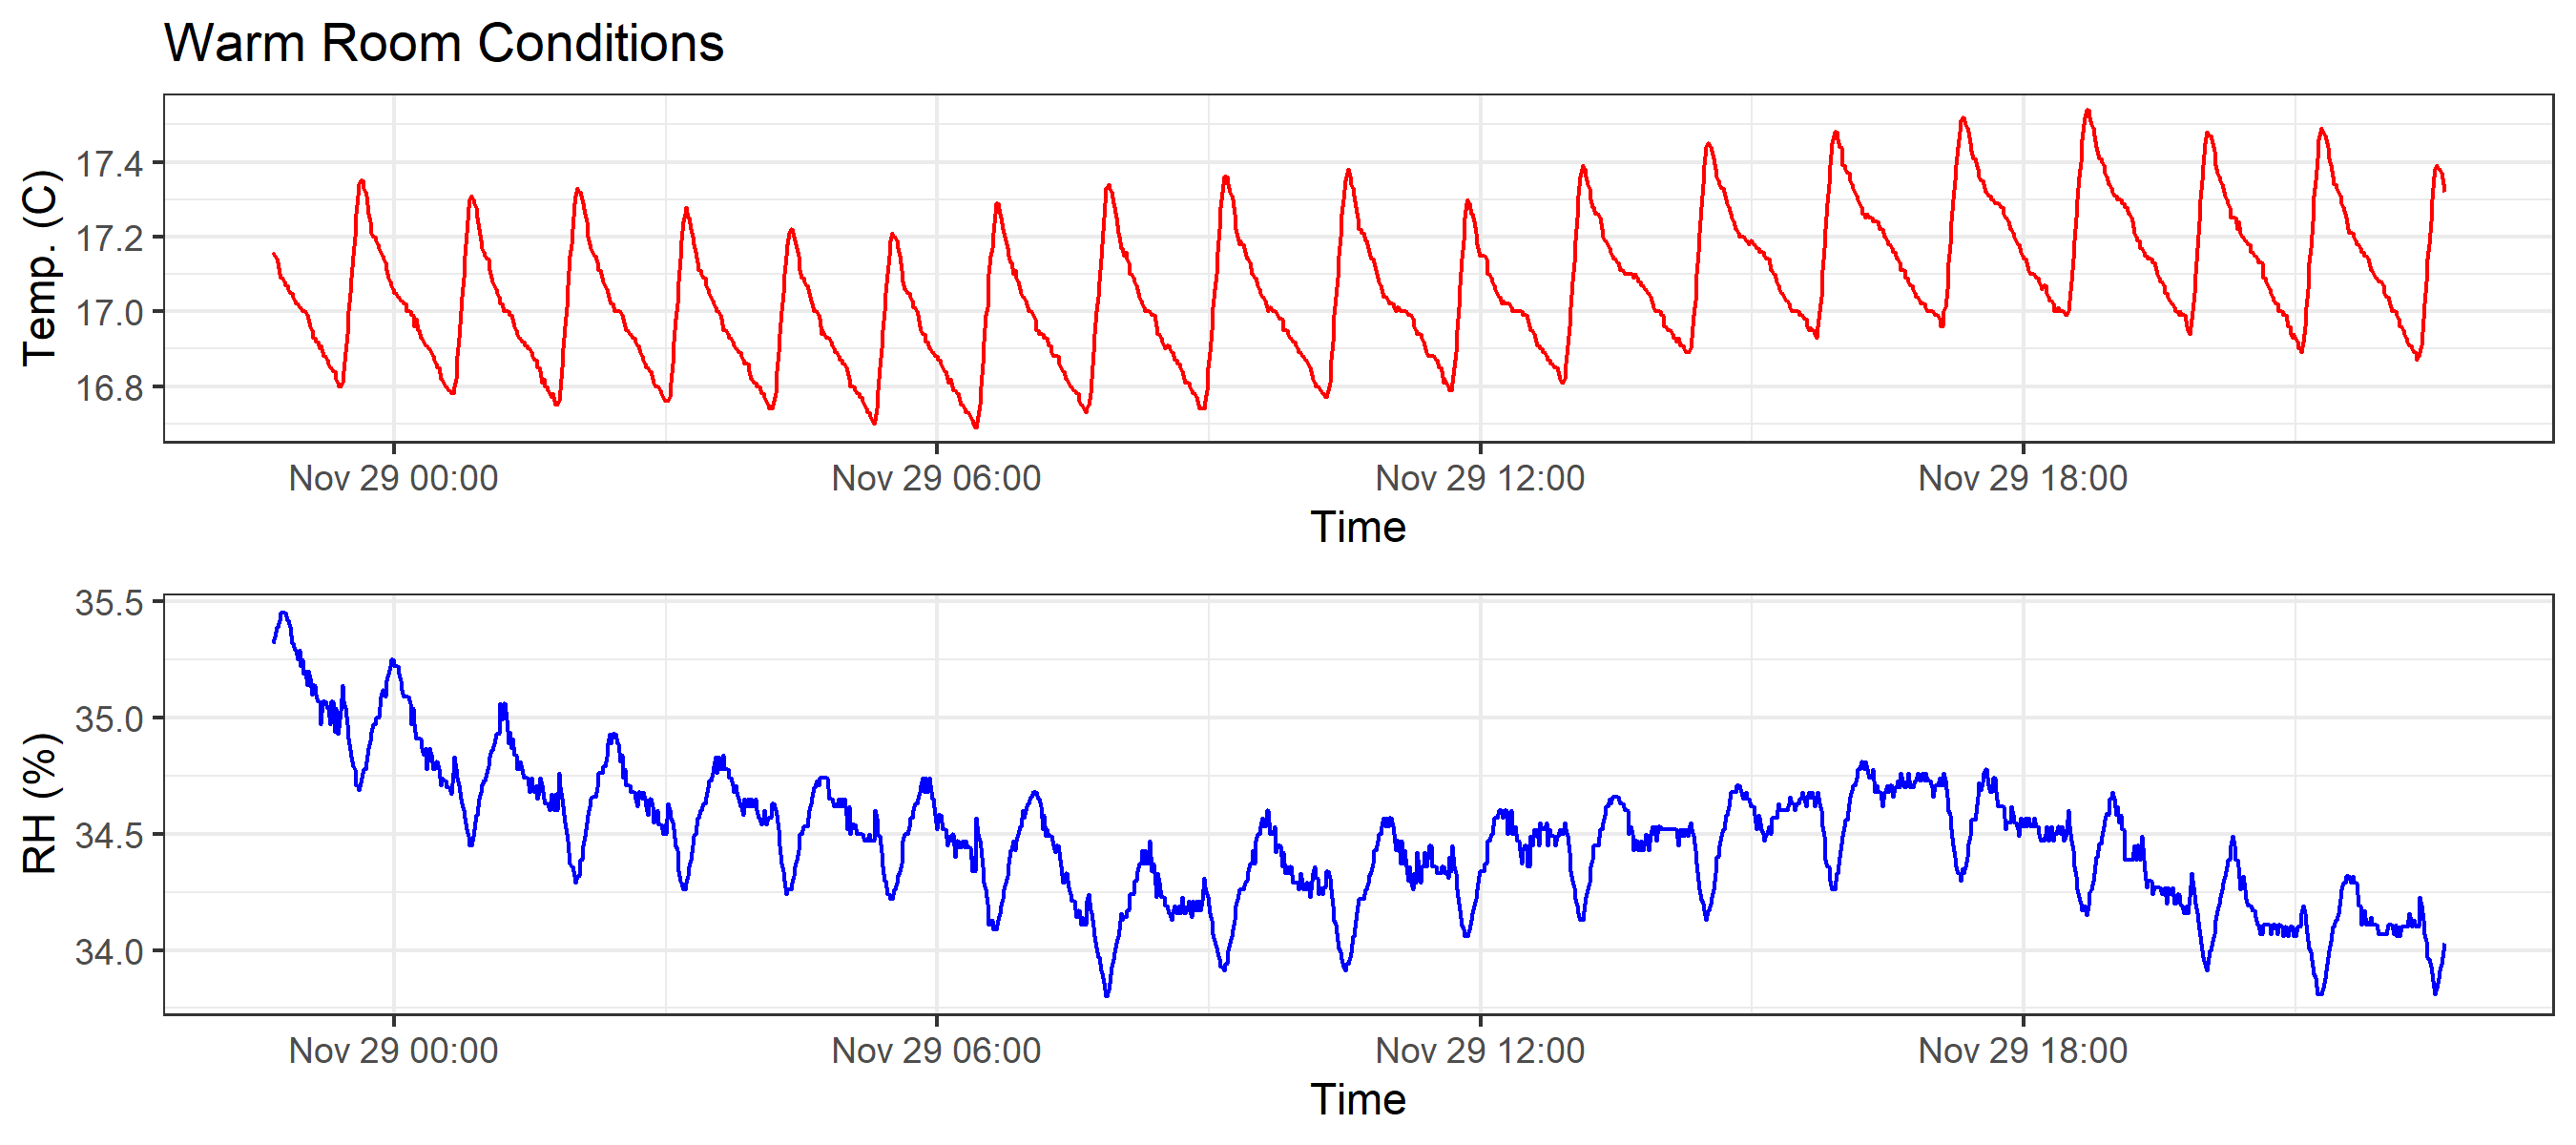 Warm Room Conditions
Temp. (C)
17.4
17.2
17.0
16.8
Nov 29 00:00 Nov 29 06:00 Nov 29 12:00 Nov 29 18:00
Time
RH (%)
35.5
35.0
34.5
34.0
Nov 29 00:00 Nov 29 06:00 Nov 29 12:00 Nov 29 18:00
Time